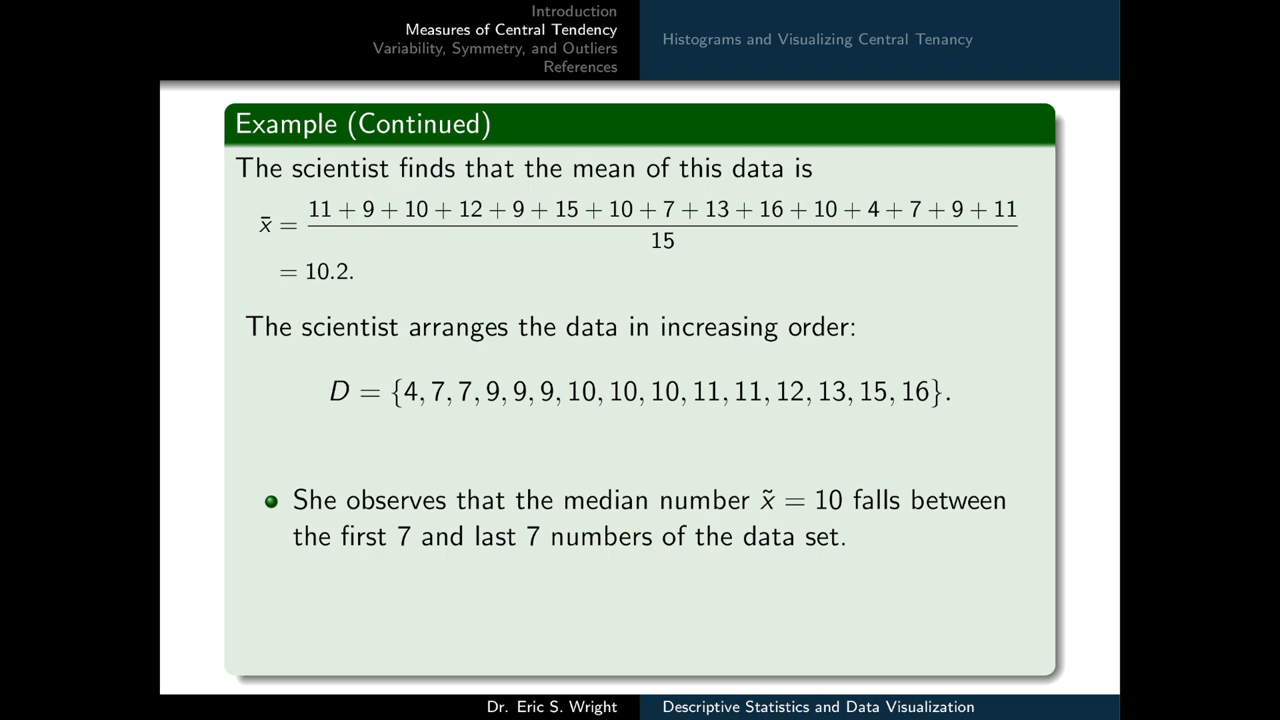 Introduction
Measures of Central Tendency
Variability, Symmetry, and Outliers
References
Histograms and Visualizing Central Tenancy
Example (Continued)
The scientist finds that the mean of this data is
x̄ = 11 + 9 + 10 + 12 + 9 + 15 + 10 + 7 + 13 + 16 + 10 + 4 + 7 + 9 + 11
15
= 10.2.
The scientist arranges the data in increasing order:
D = {4, 7, 7, 9, 9, 9, 10, 10, 10, 11, 11, 12, 13, 15, 16}.
She observes that the median number x̃ = 10 falls between
the first 7 and last 7 numbers of the data set.
Dr. Eric S. Wright
Descriptive Statistics and Data Visualization